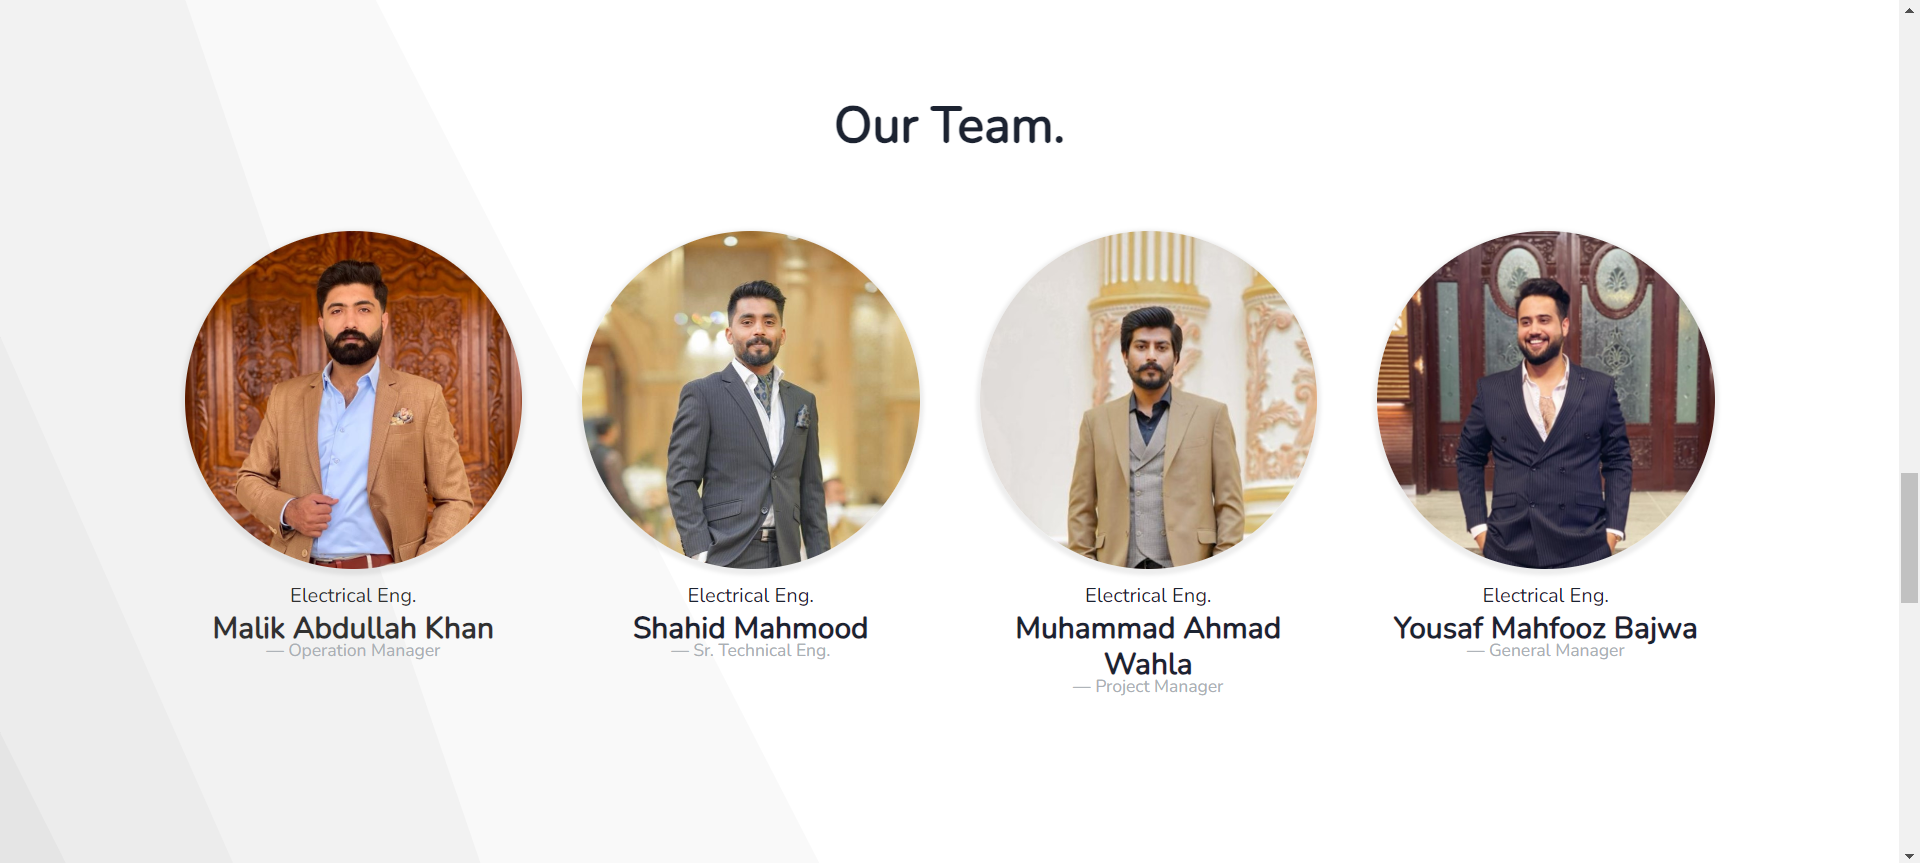 Our Team.
Electrical Eng.
Malik Abdullah Khan
— Operation Manager
Electrical Eng.
Shahid Mahmood
— Sr. Technical Eng.
Electrical Eng.
Muhammad Ahmad
Wahla
— Project Manager
Electrical Eng.
Yousaf Mahfooz Bajwa
— General Manager